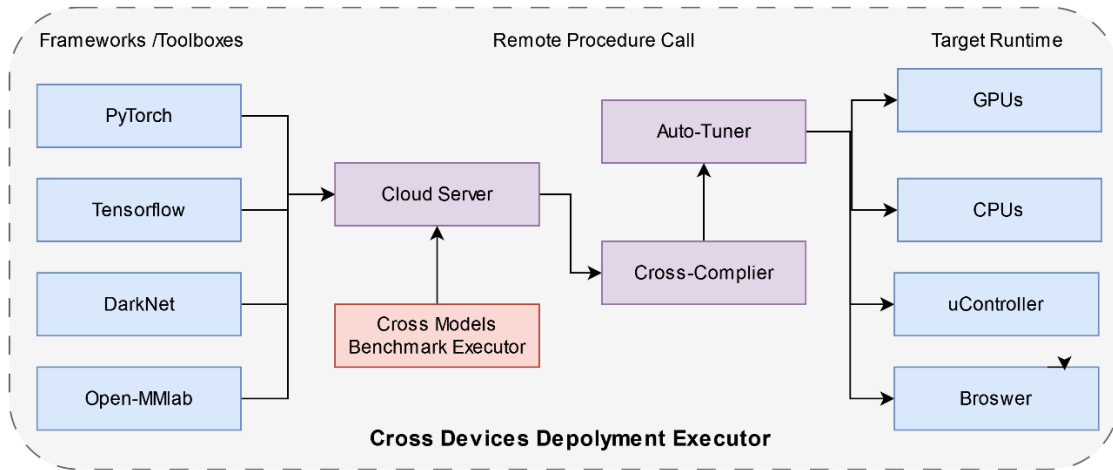 Frameworks /Toolboxes
Remote Procedure Call
Target Runtime
PyTorch
Tensorflow
DarkNet
Open-MMlab
Cloud Server
Cross Models
Benchmark Executor
Auto-Tuner
Cross-Complier
GPUs
CPUs
uController
Broswer
Cross Devices Depolyment Executor